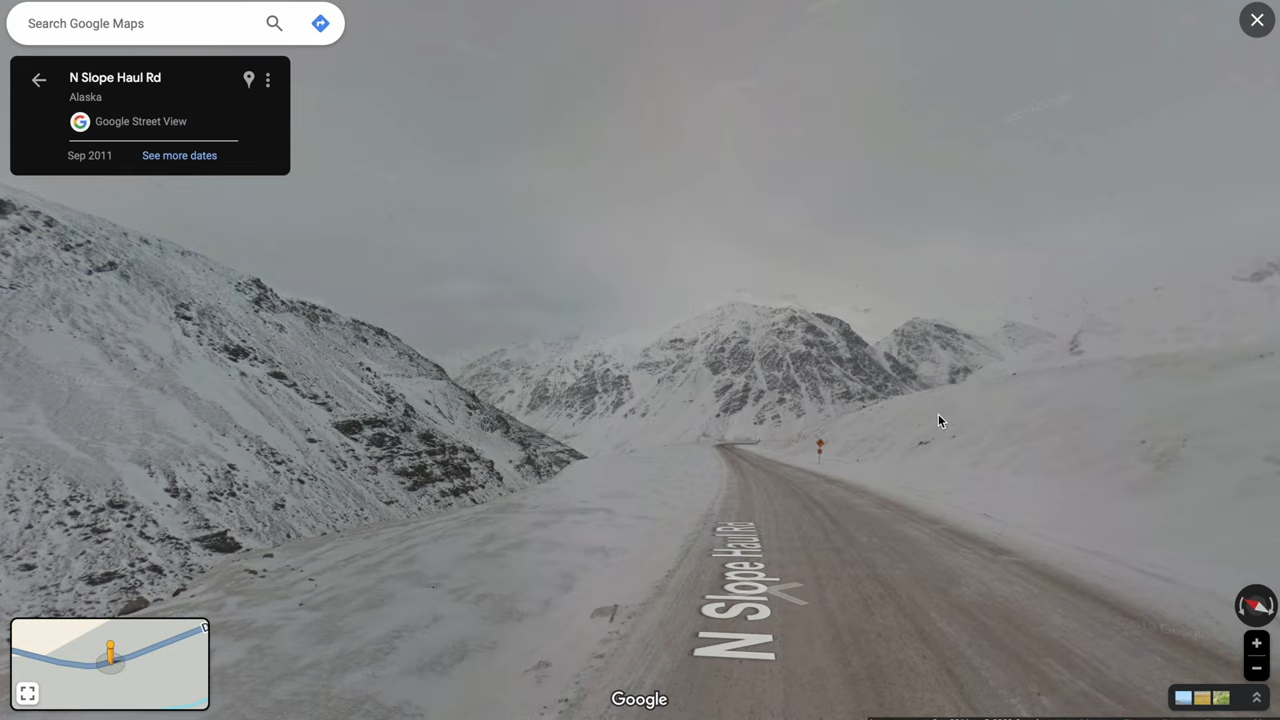 Search Google Maps
N Slope Haul Rd
Alaska
Google Street View
Sep 2011
See more dates
N Slope Haul Rd
D
Google